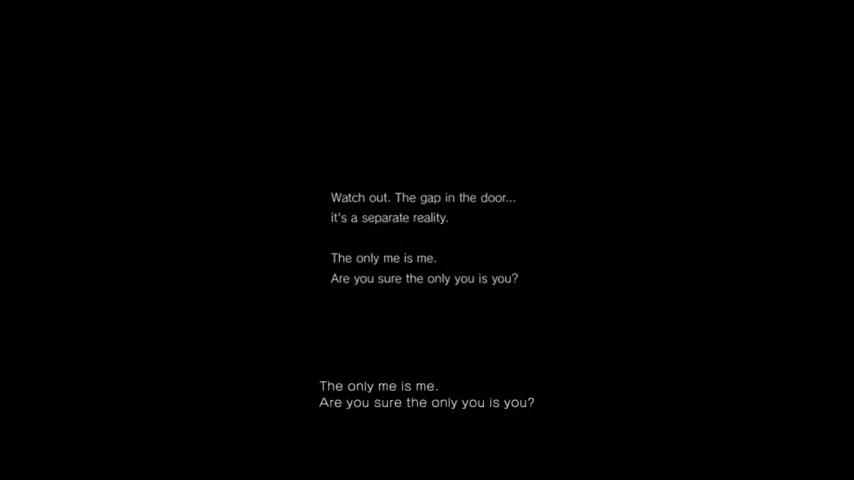 Watch out. The gap in the door...
it's a separate reality.
The only me is me.
Are you sure the only you is you?
The only me is me.
Are you sure the only you is you?